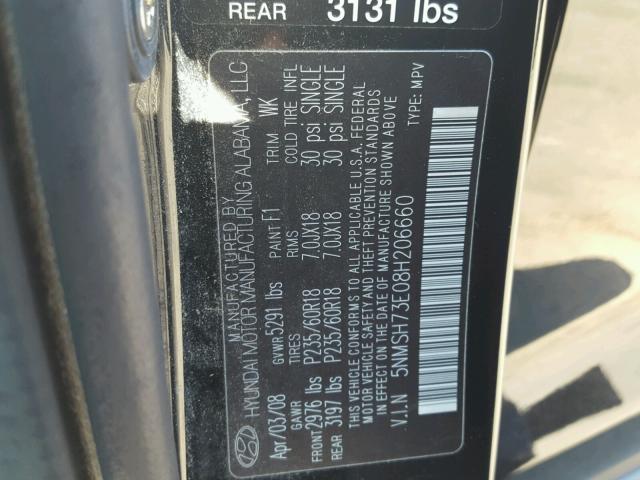 REAR 3131 lbs
MANUFACTURED BY
HYUNDAI MOTOR MANUFACTURING ALABAMA, LLC
Apr/03/08 GVWR 5291 lbs PAINT F1 TRIM WK
GAWR TIRES RIMS COLD TIRE INFL
FRONT 2976 lbs P235/60R18 7.0JX18 30 psi SINGLE
REAR 3197 lbs P235/60R18 7.0JX18 30 psi SINGLE
THIS VEHICLE CONFORMS TO ALL APPLICABLE U.S.A. FEDERAL
MOTOR VEHICLE SAFETY AND THEFT PREVENTION STANDARDS
IN EFFECT ON THE DATE OF MANUFACTURE SHOWN ABOVE
V.I.N 5NMSH73E08H206660 TYPE: MPV